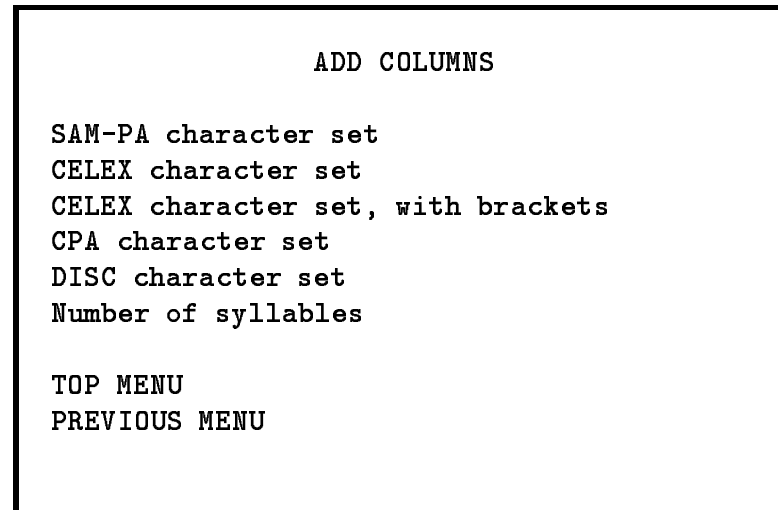 ADD COLUMNS
SAM-PA character set
CELEX character set
CELEX character set, with brackets
CPA character set
DISC character set
Number of syllables
TOP MENU
PREVIOUS MENU